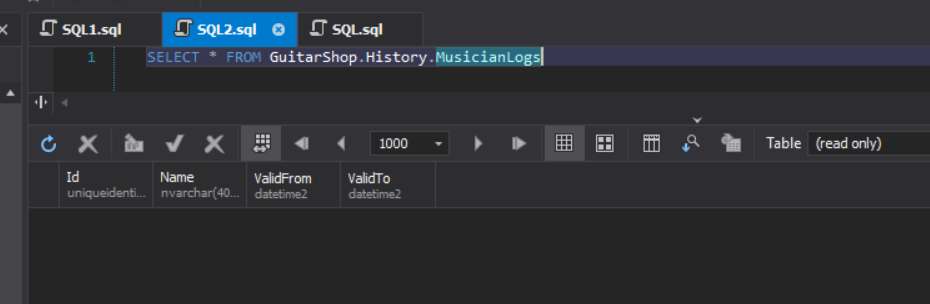 SQL1.sql SQL2.sql SQL.sql
1 SELECT * FROM GuitarShop.History.MusicianLogs
1000 Table (read only)
Id Name ValidFrom ValidTo
uniqueidenti... nvarchar(40... datetime2 datetime2